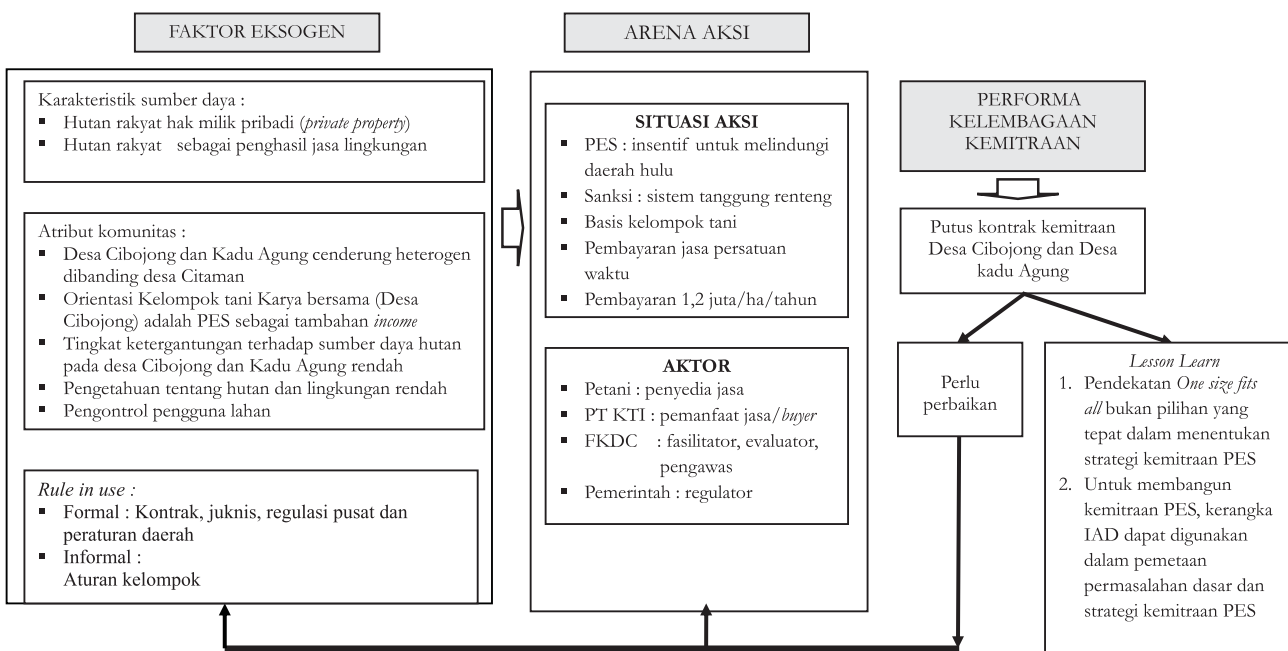 FAKTOR EKSOGEN
Karakteristik sumber daya :
▪ Hutan rakyat hak milik pribadi (private property)
▪ Hutan rakyat sebagai penghasil jasa lingkungan
Atribut komunitas :
▪ Desa Cibojong dan Kadu Agung cenderung heterogen
dibanding desa Citaman
▪ Orientasi Kelompok tani Karya bersama (Desa
Cibojong) adalah PES sebagai tambahan income
▪ Tingkat ketergantungan terhadap sumber daya hutan
pada desa Cibojong dan Kadu Agung rendah
▪ Pengetahuan tentang hutan dan lingkungan rendah
▪ Pengontrol pengguna lahan
Rule in use :
▪ Formal : Kontrak, juknis, regulasi pusat dan
peraturan daerah
▪ Informal :
Aturan kelompok
ARENA AKSI
SITUASI AKSI
▪ PES : insentif untuk melindungi
daerah hulu
▪ Sanksi : sistem tanggung renteng
▪ Basis kelompok tani
▪ Pembayaran jasa persatuan
waktu
▪ Pembayaran 1,2 juta/ha/tahun
AKTOR
▪ Petani : penyedia jasa
▪ PT KTI : pemanfaat jasa/buyer
▪ FKDC : fasilitator, evaluator,
pengawas
▪ Pemerintah : regulator
PERFORMA
KELEMBAGAAN
KEMITRAAN
Putus kontrak kemitraan
Desa Cibojong dan Desa
kadu Agung
Perlu
perbaikan
Lesson Learn
1. Pendekatan One size fits
all bukan pilihan yang
tepat dalam menentukan
strategi kemitraan PES
2. Untuk membangun
kemitraan PES, kerangka
IAD dapat digunakan
dalam pemetaan
permasalahan dasar dan
strategi kemitraan PES